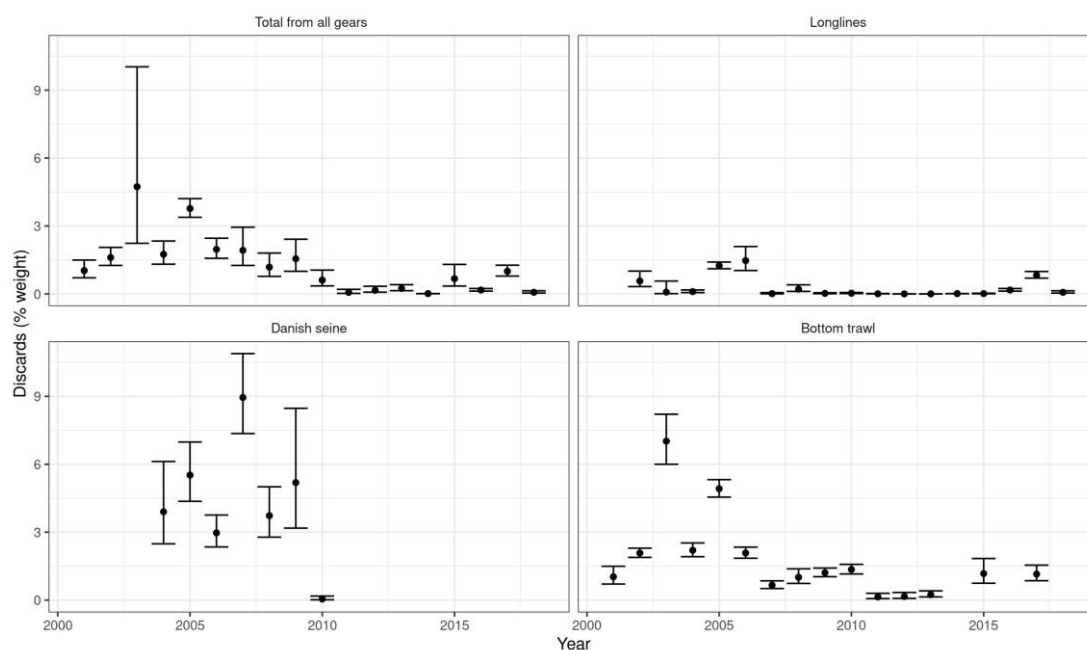 Total from all gears
Longlines
9
6
3
0
Danish seine
Bottom trawl
9
6
3
0
2000
2005
2010
2015
2000
2005
2010
2015
Discards (% weight)
Year